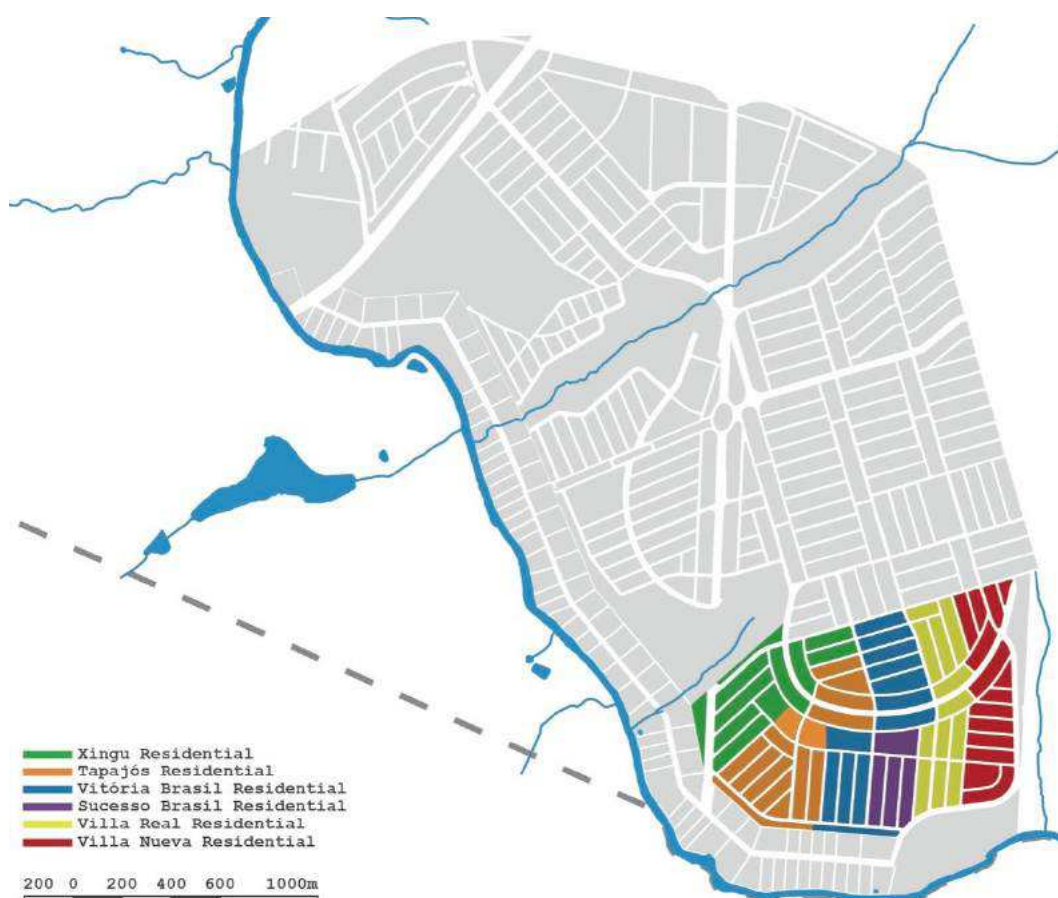 Xingu Residential
Tapajós Residential
Vitória Brasil Residential
Sucesso Brasil Residential
Villa Real Residential
Villa Nueva Residential
200 0 200 400 600 1000m